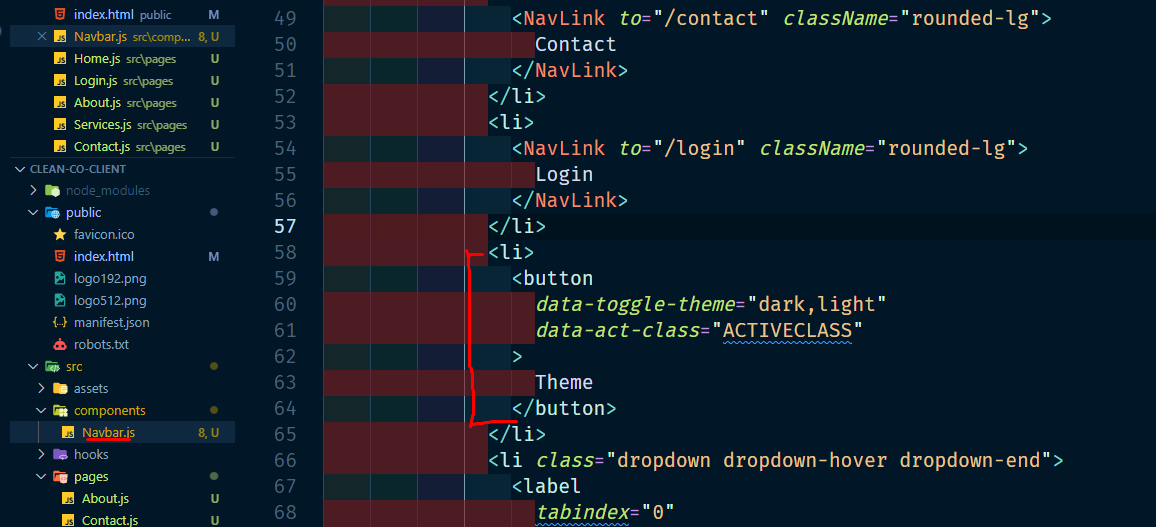 index.html public M
Navbar.js src\comp... 8, U
Home.js src\pages U
Login.js src\pages U
About.js src\pages U
Services.js src\pages U
Contact.js src\pages U
CLEAN-CO-CLIENT
node_modules
public
favicon.ico
index.html M
logo192.png
logo512.png
manifest.json
robots.txt
src
assets
components
Navbar.js 8, U
hooks
pages
About.js U
Contact.js U
49 <NavLink to="/contact" className="rounded-lg">
50 Contact
51 </NavLink>
52 </li>
53 <li>
54 <NavLink to="/login" className="rounded-lg">
55 Login
56 </NavLink>
57 </li>
58 <li>
59 <button
60 data-toggle-theme="dark,light"
61 data-act-class="ACTIVECLASS"
62 >
63 Theme
64 </button>
65 </li>
66 <li class="dropdown dropdown-hover dropdown-end">
67 <label
68 tabindex="0"